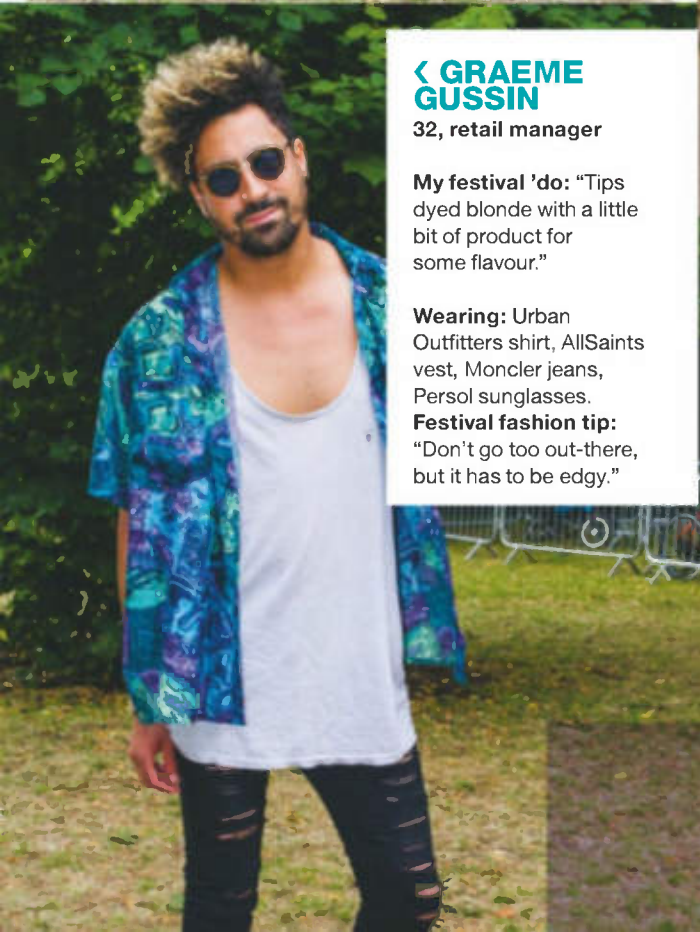 ‹ GRAEME
GUSSIN
32, retail manager
My festival ’do: “Tips
dyed blonde with a little
bit of product for
some flavour.”
Wearing: Urban
Outfitters shirt, AllSaints
vest, Moncler jeans,
Persol sunglasses.
Festival fashion tip:
“Don’t go too out-there,
but it has to be edgy.”